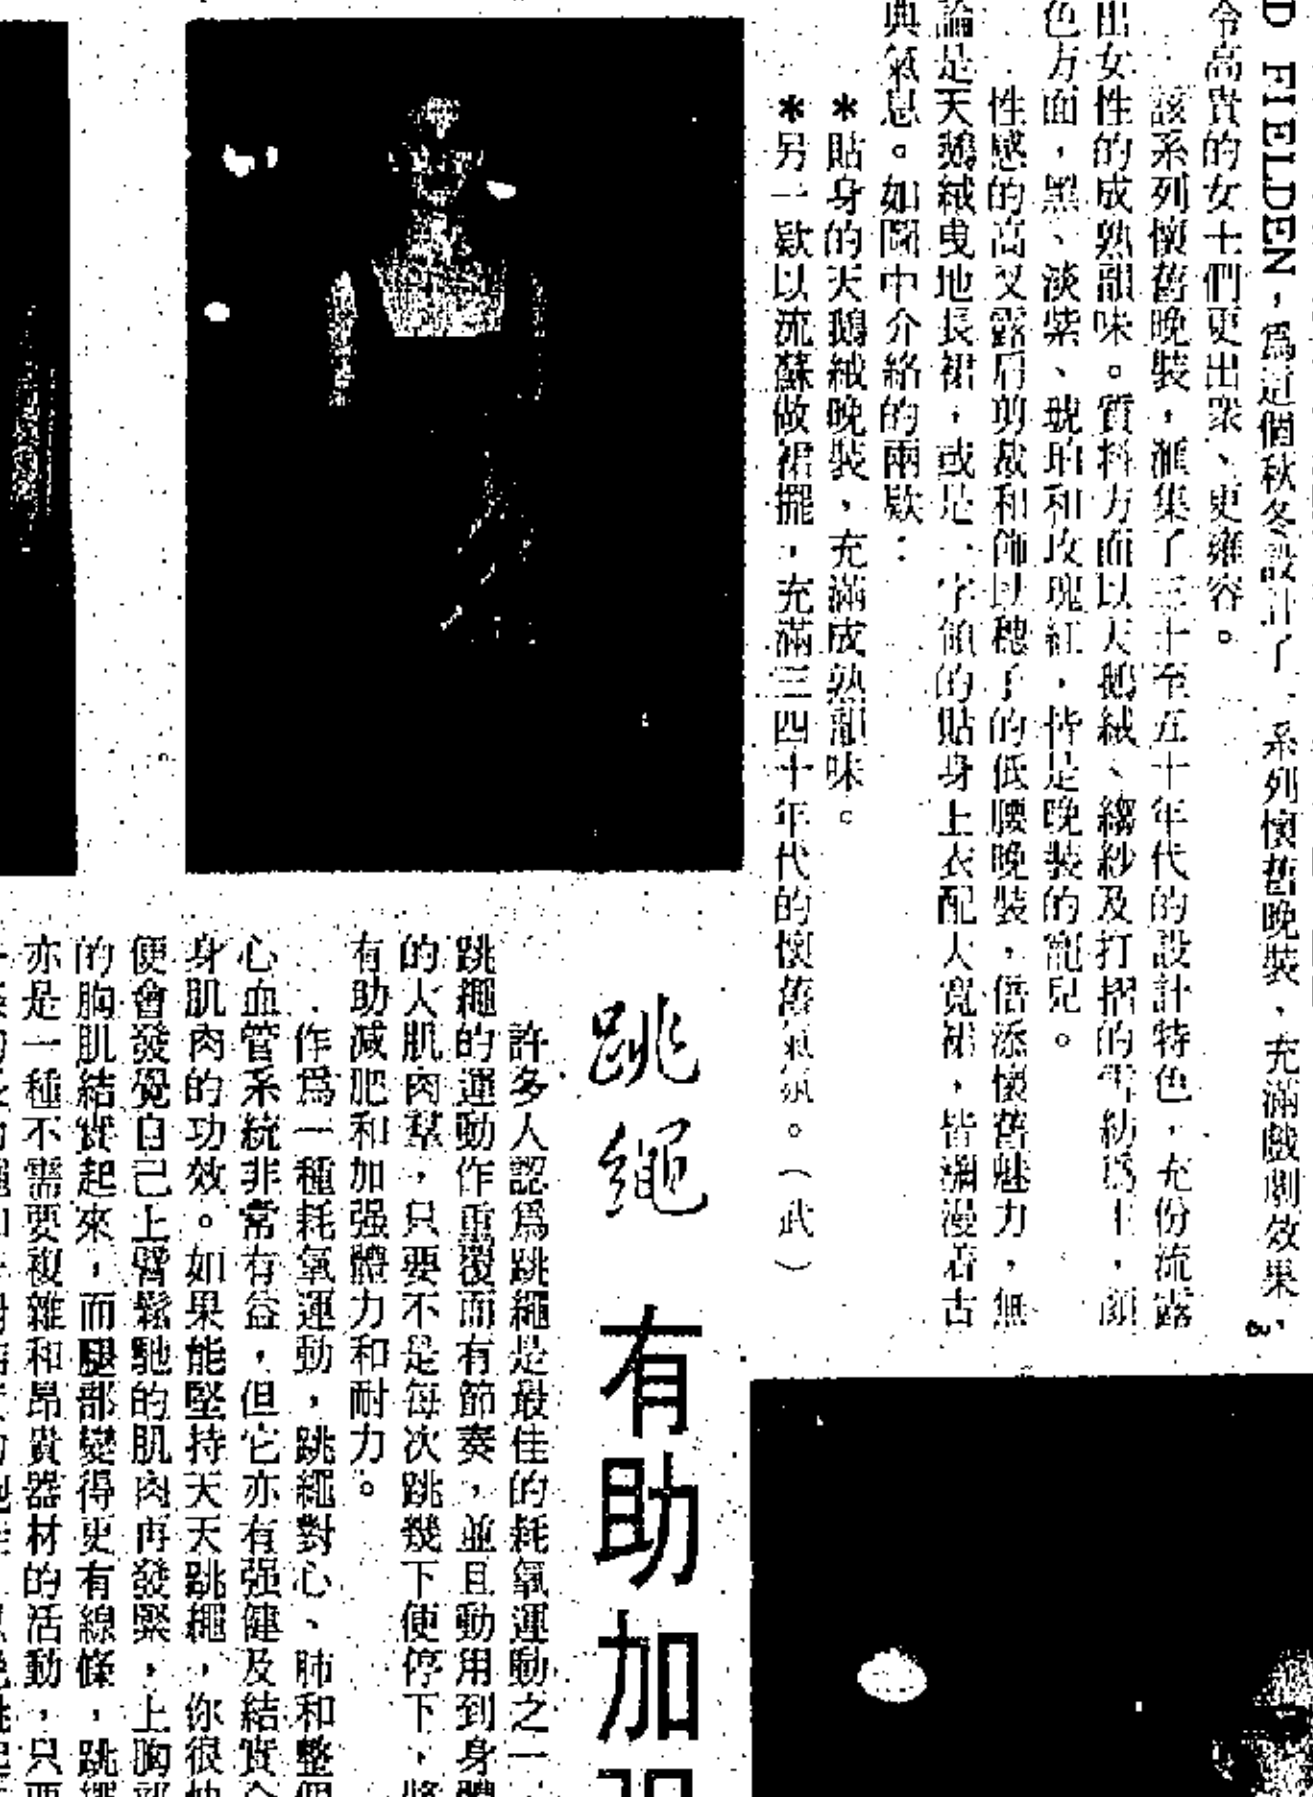 D FIELDEN，爲這個秋冬設計了一系列懷舊晚裝、充滿戲劇效果，
令高貴的女士們更出衆、更雍容。
該系列懷舊晚裝，滙集了三十至五十年代的設計特色，充份流露
出女性的成熟韻味。質料方面以天鵝絨、縐紗及打摺的雪紡爲主，顏
色方面，黑、淡紫、琥珀和玫瑰紅，皆是晚裝的寵兒。
性感的高叉露肩剪裁和飾以穗子的低腰晚裝，倍添懷舊魅力，無
論是天鵝絨曳地長裙，或是一字領的貼身上衣配大寬裙，皆瀰漫着古
典氣息。如圖中介紹的兩欵：
＊貼身的天鵝絨晚裝，充滿成熟韻味。
＊另一欵以流蘇做裙擺，充滿三四十年代的懷舊氣氛。（武）
跳繩 有助加
許多人認爲跳繩是最佳的耗氧運動之一，
跳繩的運動作重覆而有節奏，並且動用到身體
的大肌肉羣，只要不是每次跳幾下便停下，將
有助減肥和加强體力和耐力。
作爲一種耗氧運動，跳繩對心、肺和整個
心血管系統非常有益，但它亦有强健及結實全
身肌肉的功效。如果能堅持天天跳繩，你很快
便會發覺自己上臂鬆馳的肌肉再發緊，上胸部
的胸肌結實起來，而腿部變得更有線條，跳繩
亦是一種不需要複雜和昂貴器材的活動，只要